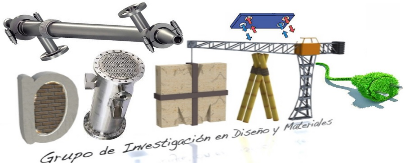 Grupo de Investigación en Diseño y Materiales